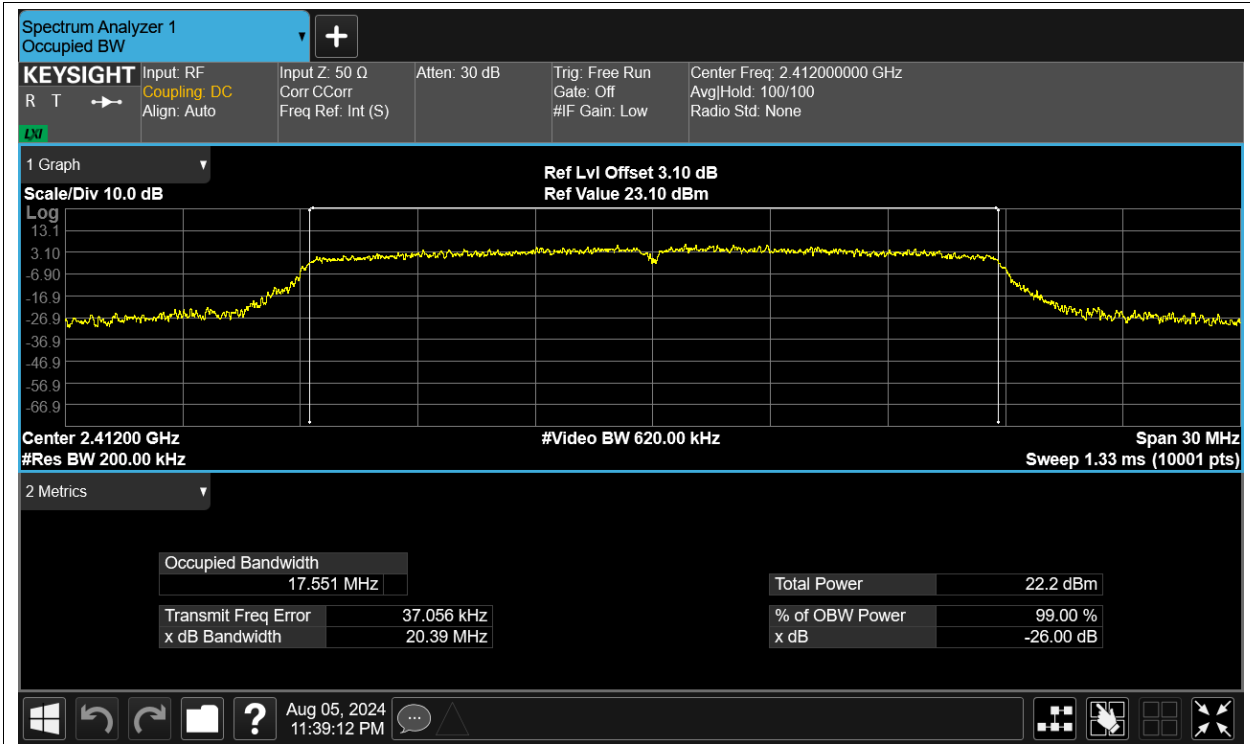 Spectrum Analyzer 1
Occupied BW
KEYSIGHT
R T
LXI
Input: RF
Coupling: DC
Align: Auto
Input Z: 50 Ω
Corr CCorr
Freq Ref: Int (S)
Atten: 30 dB
Trig: Free Run
Gate: Off
#IF Gain: Low
Center Freq: 2.412000000 GHz
Avg|Hold: 100/100
Radio Std: None
1 Graph
Scale/Div 10.0 dB
Ref Lvl Offset 3.10 dB
Ref Value 23.10 dBm
Log
13.1
3.10
-6.90
-16.9
-26.9
-36.9
-46.9
-56.9
-66.9
Center 2.41200 GHz
#Video BW 620.00 kHz
Span 30 MHz
#Res BW 200.00 kHz
Sweep 1.33 ms (10001 pts)
2 Metrics
Occupied Bandwidth
17.551 MHz
Total Power 22.2 dBm
Transmit Freq Error 37.056 kHz
% of OBW Power 99.00 %
x dB Bandwidth 20.39 MHz
x dB -26.00 dB
?
Aug 05, 2024
11:39:12 PM